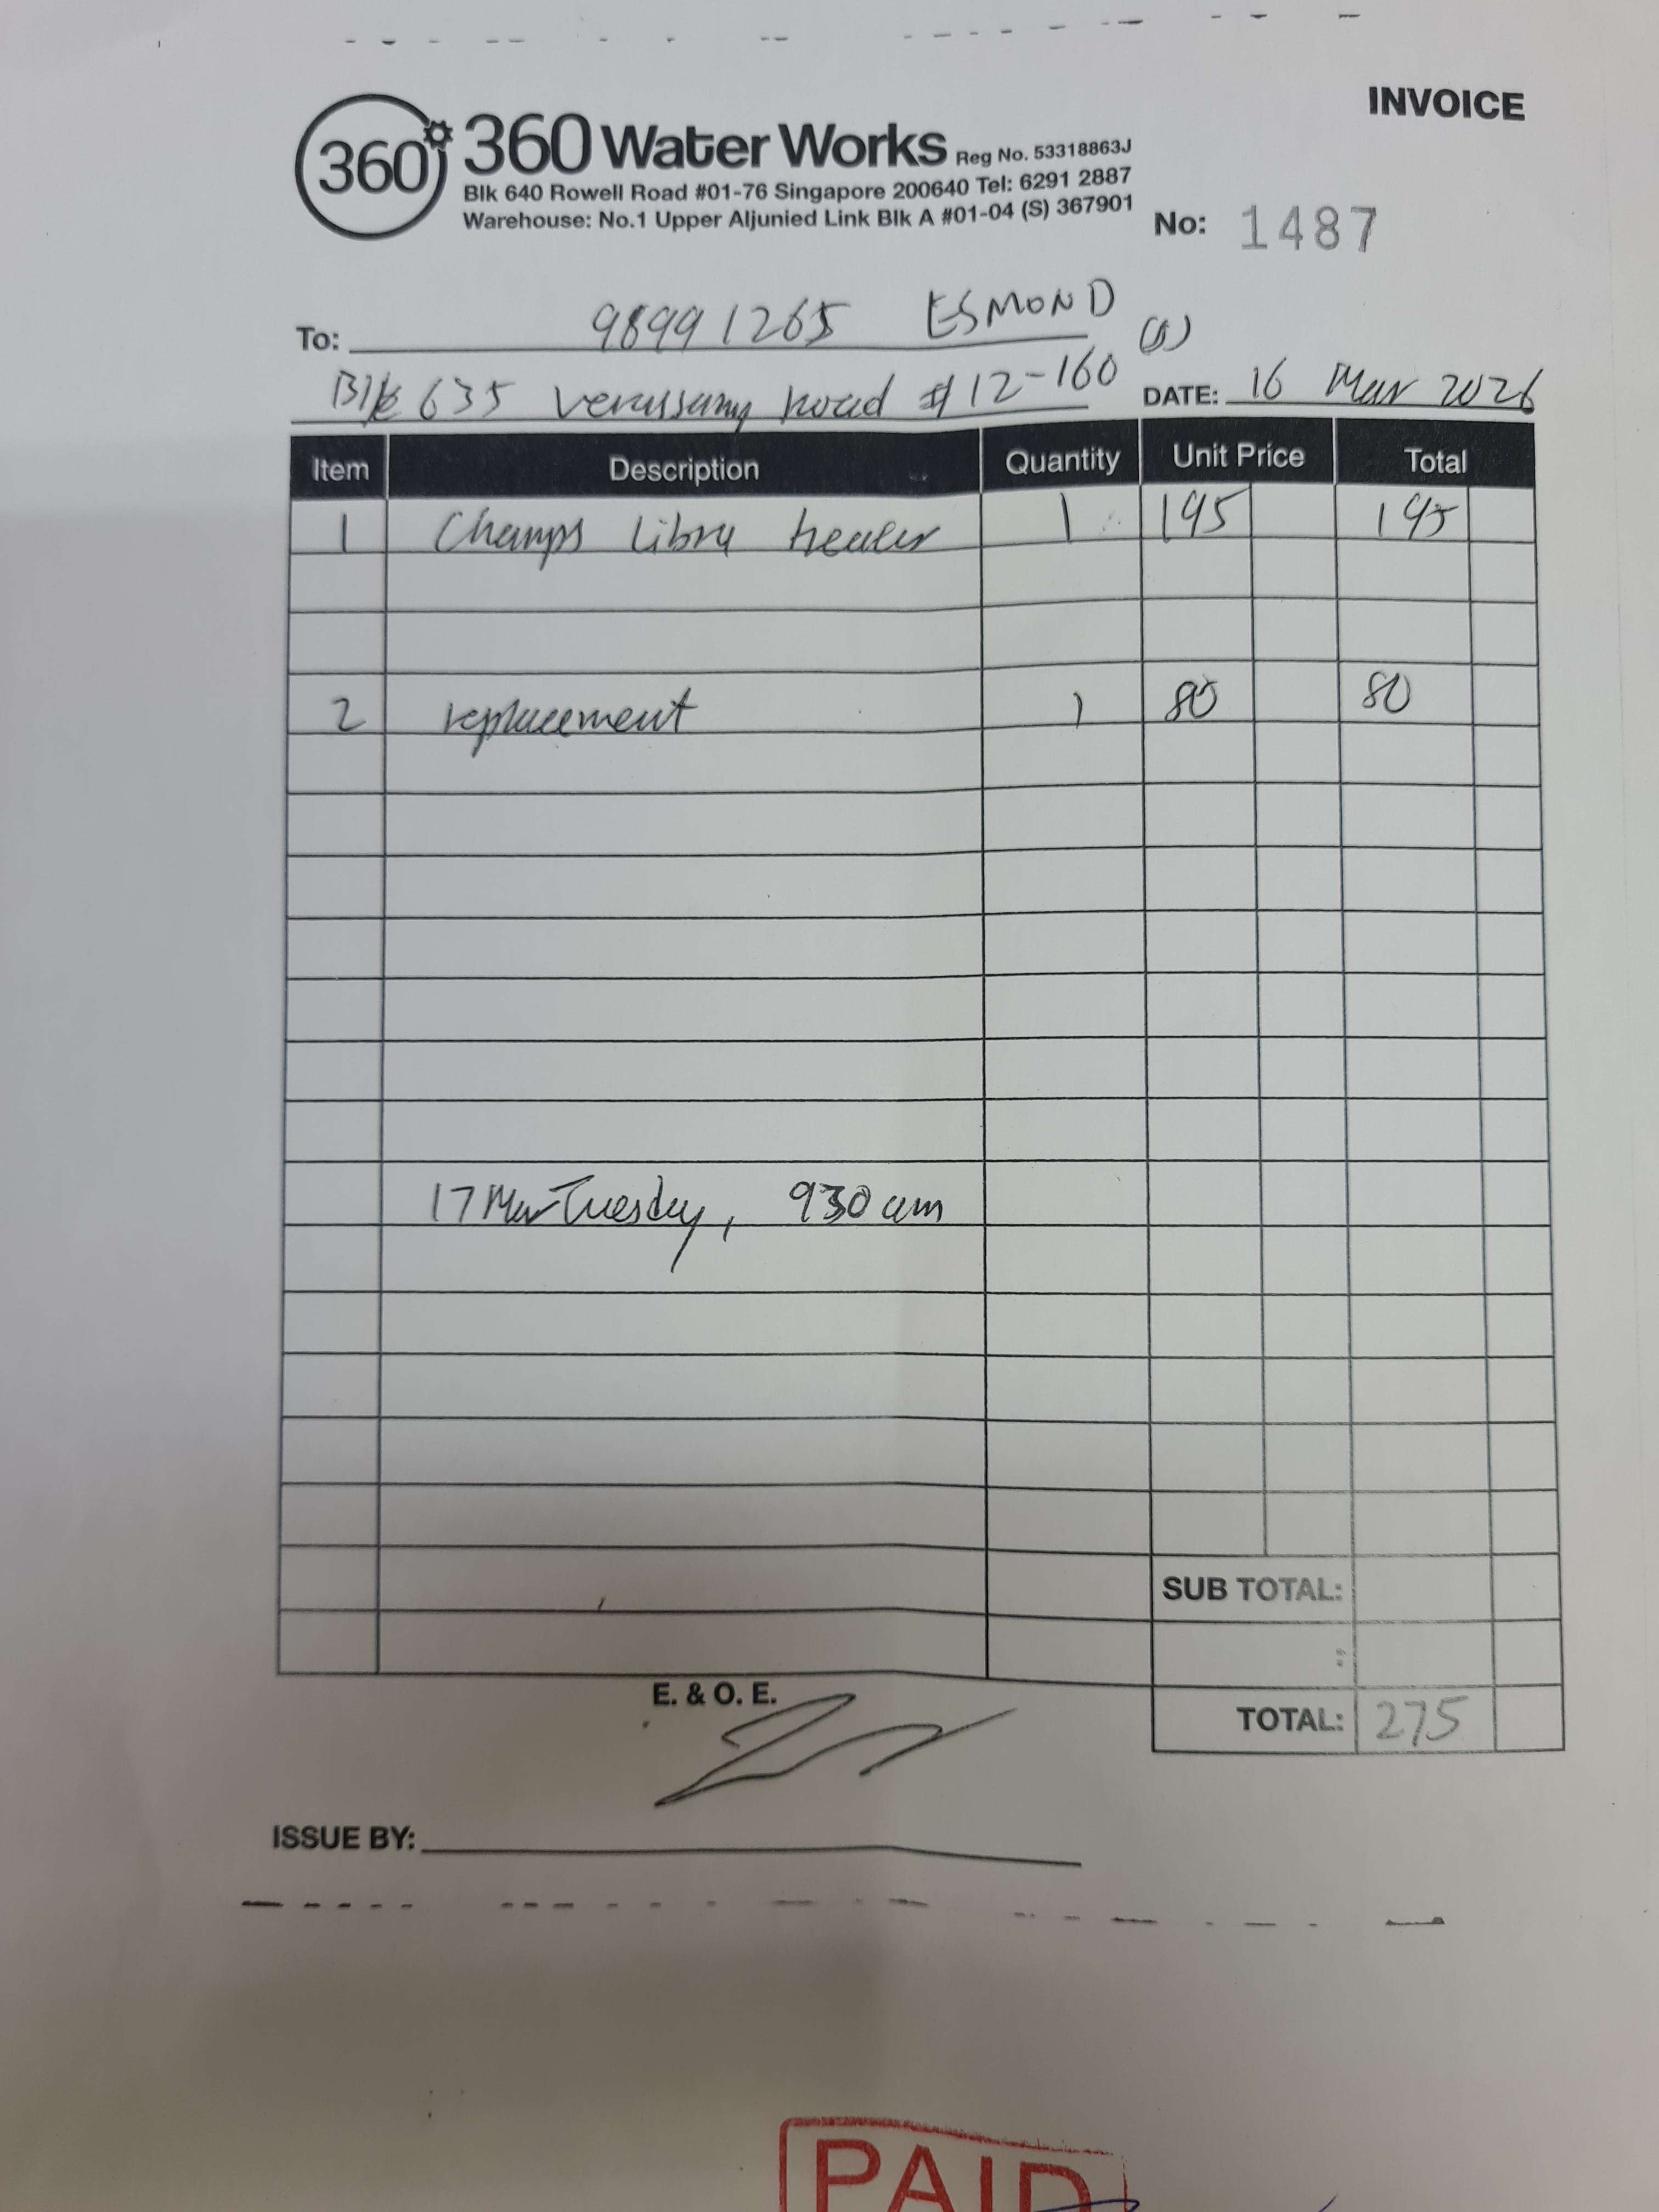 INVOICE
360° 360 Water Works Reg No. 53318863J
Blk 640 Rowell Road #01-76 Singapore 200640 Tel: 6291 2887
Warehouse: No.1 Upper Aljunied Link Blk A #01-04 (S) 367901
No: 1487
To: 98991265 ESMOND
Blk 635 Road #12-160 (S)
DATE: 16 Mar 2026
Item Description Quantity Unit Price Total
1 Champs Libra heater 1 195 195
2 replacement 1 80 80
17 Mar Tuesday, 930 am
SUB TOTAL:
:
E. & O. E.
TOTAL: 275
ISSUE BY:
PAID